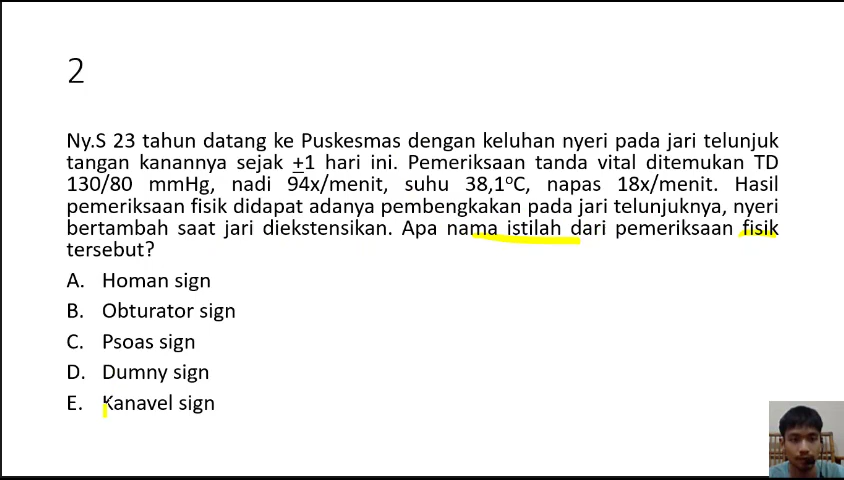 2
Ny.S 23 tahun datang ke Puskesmas dengan keluhan nyeri pada jari telunjuk
tangan kanannya sejak +1 hari ini. Pemeriksaan tanda vital ditemukan TD
130/80 mmHg, nadi 94x/menit, suhu 38,1°C, napas 18x/menit. Hasil
pemeriksaan fisik didapat adanya pembengkakan pada jari telunjuknya, nyeri
bertambah saat jari diekstensikan. Apa nama istilah dari pemeriksaan fisik
tersebut?
A. Homan sign
B. Obturator sign
C. Psoas sign
D. Dumny sign
E. Kanavel sign